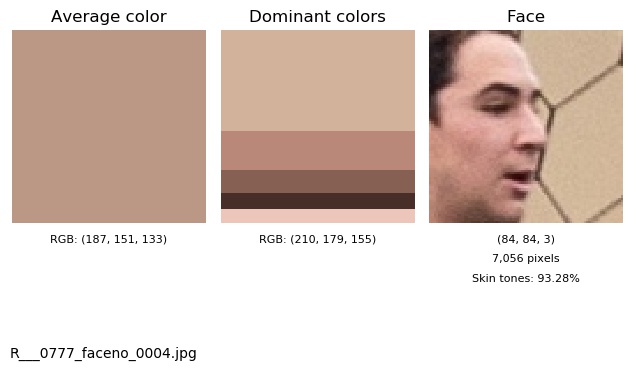 Average color
Dominant colors
Face
RGB: (187, 151, 133)
RGB: (210, 179, 155)
(84, 84, 3)
7,056 pixels
Skin tones: 93.28%
R___0777_faceno_0004.jpg